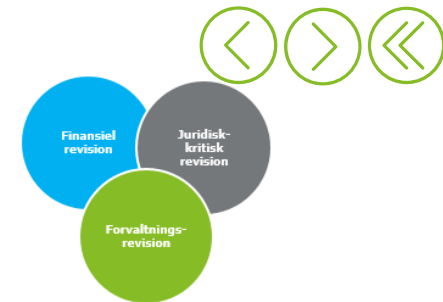 Finansiel
revision
Juridisk-
kritisk
revision
Forvaltnings-
revision